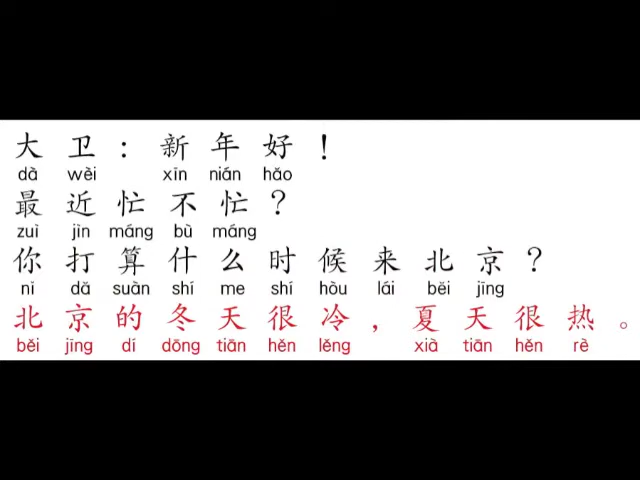 大卫：新年好！
dà wèi xīn nián hǎo
最近忙不忙？
zuì jìn máng bù máng
你打算什么时候来北京？
nǐ dǎ suàn shí me shí hòu lái běi jīng
北京的冬天很冷，夏天很热。
běi jīng dí dōng tiān hěn lěng xià tiān hěn rè